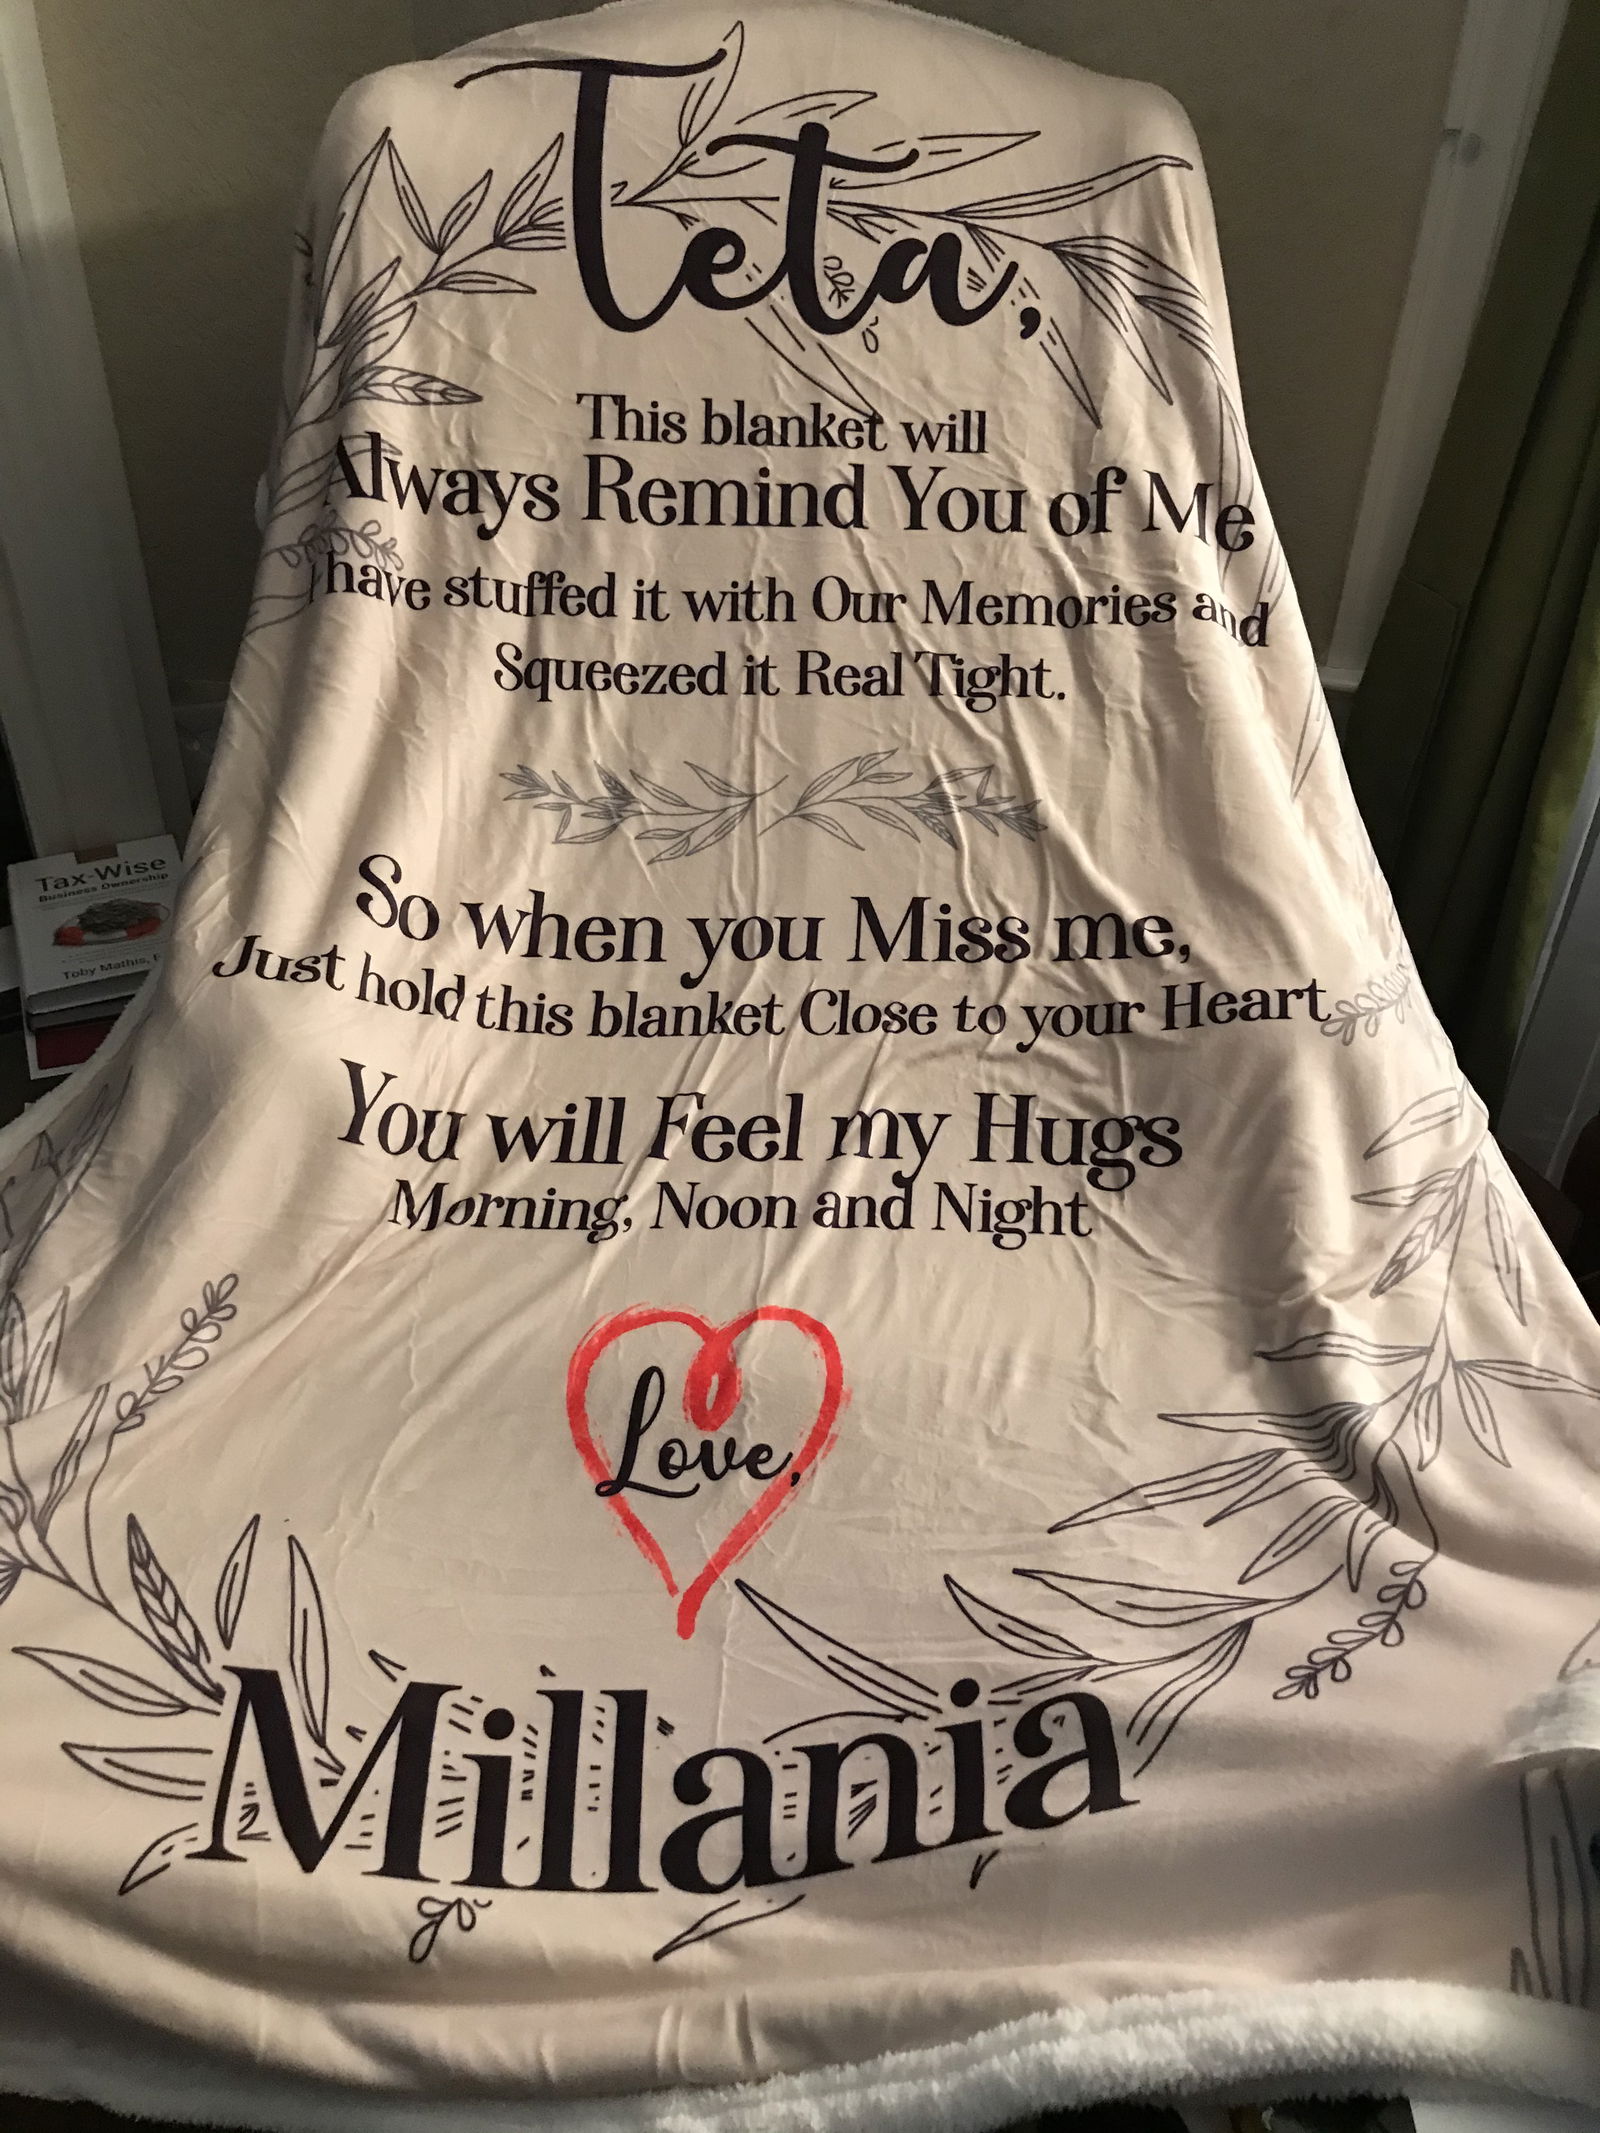 Teta,
This blanket will
Always Remind You of Me
I have stuffed it with Our Memories and
Squeezed it Real Tight.
So when you Miss me,
Just hold this blanket Close to your Heart
You will Feel my Hugs
Morning, Noon and Night
Love,
Millania
Tax-Wise
Business Ownership
Toby Mathis,